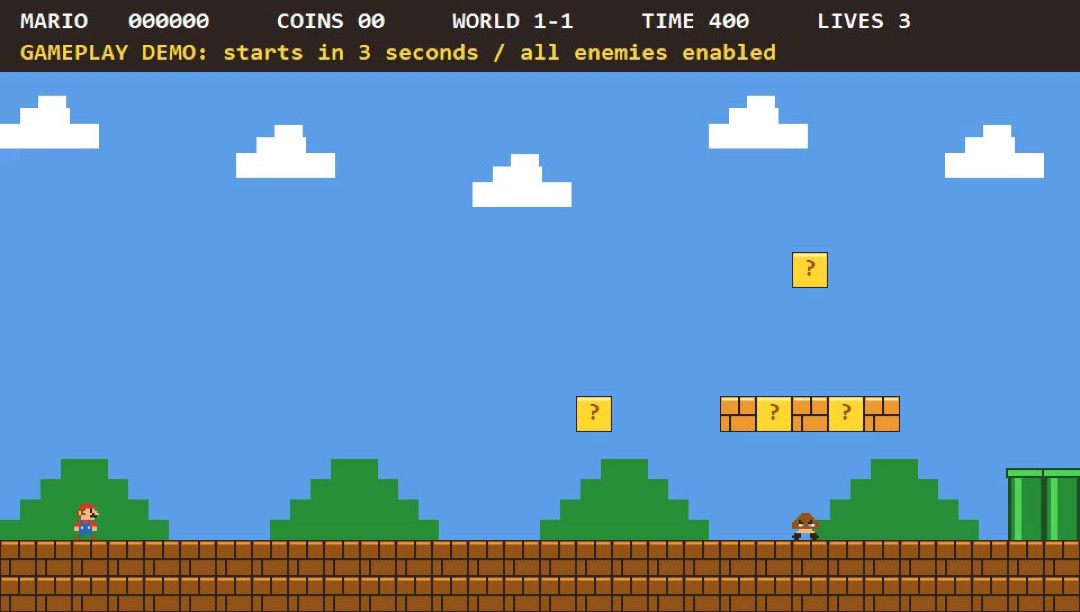 MARIO 000000 COINS 00 WORLD 1-1 TIME 400 LIVES 3
GAMEPLAY DEMO: starts in 3 seconds / all enemies enabled
?
? ? ?